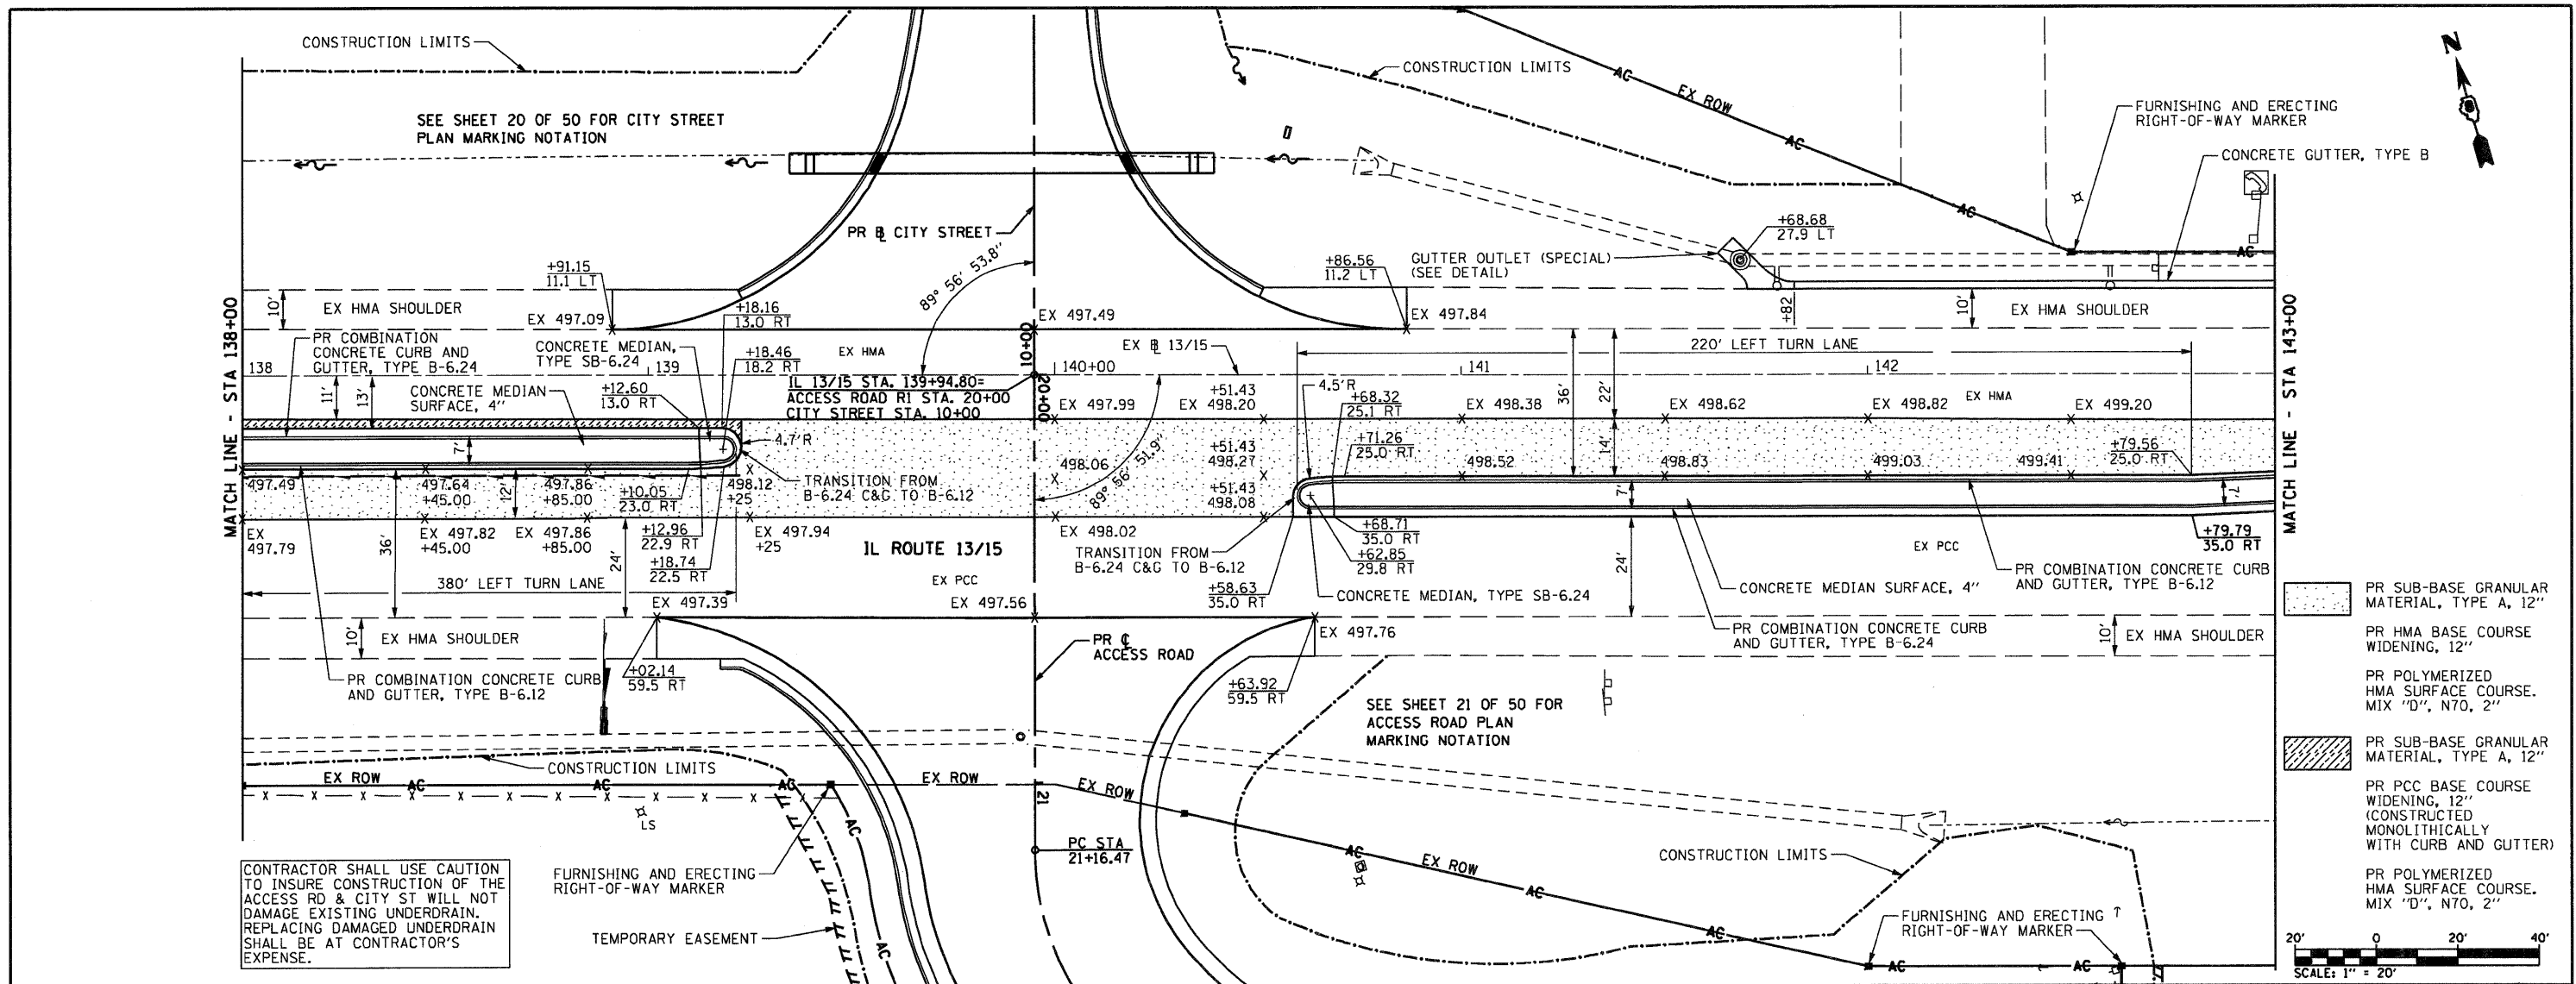 CONSTRUCTION LIMITS
SEE SHEET 20 OF 50 FOR CITY STREET
PLAN MARKING NOTATION
CONSTRUCTION LIMITS
AC
EX ROW
AC
AC
AC
N
FURNISHING AND ERECTING
RIGHT-OF-WAY MARKER
CONCRETE GUTTER, TYPE B
PR BL CITY STREET
89° 56' 53.8"
+91.15
11.1 LT
+86.56
11.2 LT
GUTTER OUTLET (SPECIAL)
(SEE DETAIL)
+68.68
27.9 LT
+82
10'
EX HMA SHOULDER
EX 497.09
EX 497.49
EX 497.84
10'
EX HMA SHOULDER
MATCH LINE - STA 138+00
MATCH LINE - STA 143+00
PR COMBINATION
CONCRETE CURB AND
GUTTER, TYPE B-6.24
CONCRETE MEDIAN,
TYPE SB-6.24
+18.16
13.0 RT
+18.46
18.2 RT
EX HMA
10+00
20+00
EX BL 13/15
220' LEFT TURN LANE
138
139
140+00
141
142
11'
13'
CONCRETE MEDIAN
SURFACE, 4"
+12.60
13.0 RT
IL 13/15 STA. 139+94.80=
ACCESS ROAD R1 STA. 20+00
CITY STREET STA. 10+00
EX 497.99
+51.43
EX 498.20
4.5'R
+68.32
25.1 RT
36'
22'
EX 498.38
EX 498.62
EX 498.82
EX HMA
EX 499.20
7'
4.7'R
+71.26
25.0 RT
14'
+79.56
25.0 RT
497.49
497.64
+45.00
12'
497.86
+85.00
+10.05
23.0 RT
498.12
+25
TRANSITION FROM
B-6.24 C&G TO B-6.12
498.06
89° 56' 51.9"
+51.43
498.27
+51.43
498.08
498.52
498.83
499.03
499.41
7'
7'
EX
497.79
EX 497.82
+45.00
EX 497.86
+85.00
36'
24'
+12.96
22.9 RT
+18.74
22.5 RT
EX 497.94
+25
IL ROUTE 13/15
EX PCC
EX 498.02
TRANSITION FROM
B-6.24 C&G TO B-6.12
+58.63
35.0 RT
+68.71
35.0 RT
+62.85
29.8 RT
24'
EX PCC
+79.79
35.0 RT
380' LEFT TURN LANE
EX 497.39
EX 497.56
CONCRETE MEDIAN, TYPE SB-6.24
CONCRETE MEDIAN SURFACE, 4"
PR COMBINATION CONCRETE CURB
AND GUTTER, TYPE B-6.12
10'
EX HMA SHOULDER
EX 497.76
PR COMBINATION CONCRETE CURB
AND GUTTER, TYPE B-6.24
10'
EX HMA SHOULDER
PR CL
ACCESS ROAD
PR COMBINATION CONCRETE CURB
AND GUTTER, TYPE B-6.12
+02.14
59.5 RT
+63.92
59.5 RT
SEE SHEET 21 OF 50 FOR
ACCESS ROAD PLAN
MARKING NOTATION
CONSTRUCTION LIMITS
EX ROW
AC
AC
AC
EX ROW
EX ROW
X X X X X X X X X X X X
LS
AC
AC
21
PC STA
21+16.47
AC
EX ROW
AC
AC
CONSTRUCTION LIMITS
FURNISHING AND ERECTING
RIGHT-OF-WAY MARKER
TEMPORARY EASEMENT
FURNISHING AND ERECTING
RIGHT-OF-WAY MARKER
AC
AC
CONTRACTOR SHALL USE CAUTION
TO INSURE CONSTRUCTION OF THE
ACCESS RD & CITY ST WILL NOT
DAMAGE EXISTING UNDERDRAIN.
REPLACING DAMAGED UNDERDRAIN
SHALL BE AT CONTRACTOR'S
EXPENSE.
PR SUB-BASE GRANULAR
MATERIAL, TYPE A, 12"
PR HMA BASE COURSE
WIDENING, 12"
PR POLYMERIZED
HMA SURFACE COURSE.
MIX "D", N70, 2"
PR SUB-BASE GRANULAR
MATERIAL, TYPE A, 12"
PR PCC BASE COURSE
WIDENING, 12"
(CONSTRUCTED
MONOLITHICALLY
WITH CURB AND GUTTER)
PR POLYMERIZED
HMA SURFACE COURSE.
MIX "D", N70, 2"
20' 0 20' 40'
SCALE: 1" = 20'